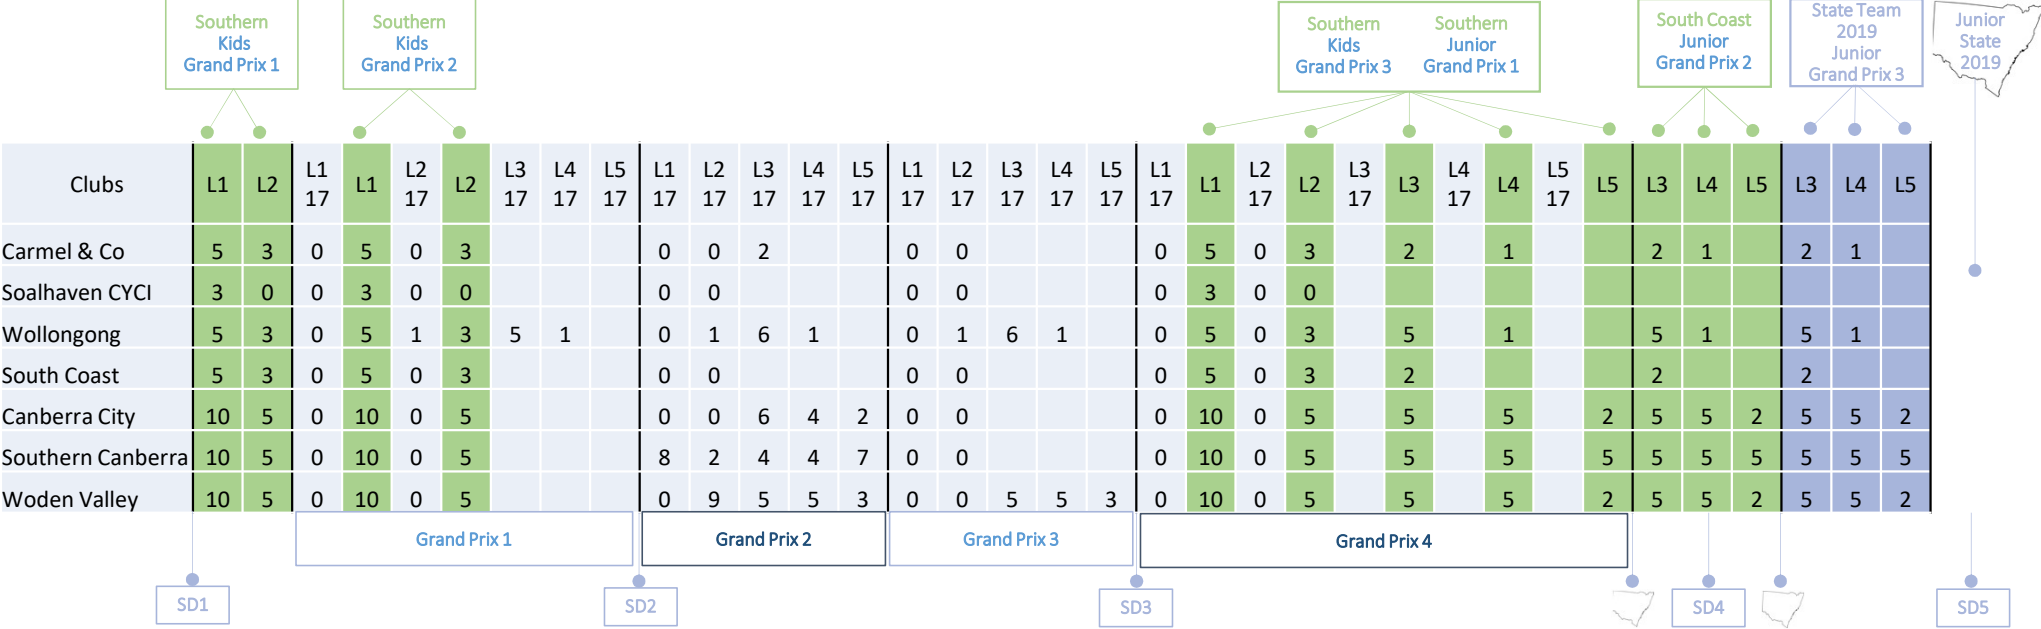 Southern
Kids
Grand Prix 1
Southern
Kids
Grand Prix 2
Southern
Kids
Grand Prix 3
Southern
Junior
Grand Prix 1
South Coast
Junior
Grand Prix 2
State Team
2019
Junior
Grand Prix 3
Junior
State
2019
Clubs L1 L2 L1 17 L1 L2 17 L2 L3 17 L4 17 L5 17 L1 17 L2 17 L3 17 L4 17 L5 17 L1 17 L2 17 L3 17 L4 17 L5 17 L1 17 L1 L2 17 L2 L3 17 L3 L4 17 L4 L5 17 L5 L3 L4 L5 L3 L4 L5
Carmel & Co 5 3 0 5 0 3 0 0 2 0 0 0 5 0 3 2 1 2 1 2 1
Soalhaven CYCI 3 0 0 3 0 0 0 0 0 0 0 3 0 0
Wollongong 5 3 0 5 1 3 5 1 0 1 6 1 0 1 6 1 0 5 0 3 5 1 5 1 5 1
South Coast 5 3 0 5 0 3 0 0 0 0 0 5 0 3 2 2 2
Canberra City 10 5 0 10 0 5 0 0 6 4 2 0 0 0 10 0 5 5 5 2 5 5 2 5 5 2
Southern Canberra 10 5 0 10 0 5 8 2 4 4 7 0 0 0 10 0 5 5 5 5 5 5 5 5 5 5
Woden Valley 10 5 0 10 0 5 0 9 5 5 3 0 0 5 5 3 0 10 0 5 5 5 2 5 5 2 5 5 2
Grand Prix 1
Grand Prix 2
Grand Prix 3
Grand Prix 4
SD1
SD2
SD3
SD4
SD5